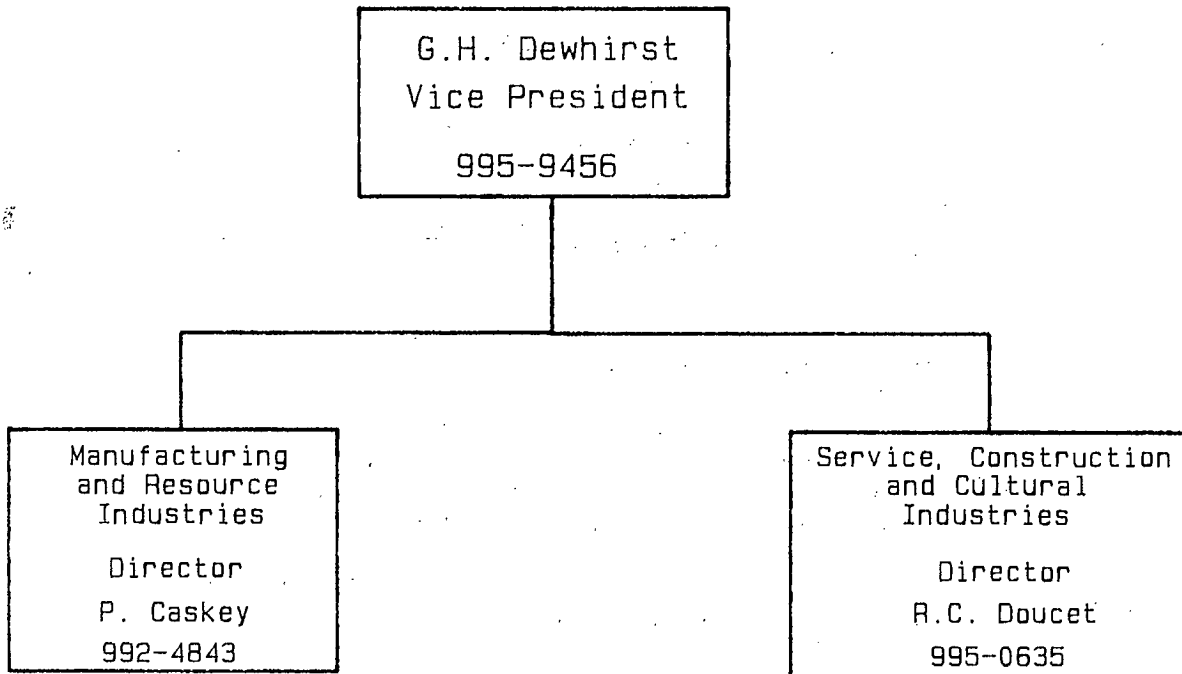 G.H. Dewhirst
Vice President
995-9456
Manufacturing
and Resource
Industries
Director
P. Caskey
992-4843
Service, Construction
and Cultural
Industries
Director
R.C. Doucet
995-0635